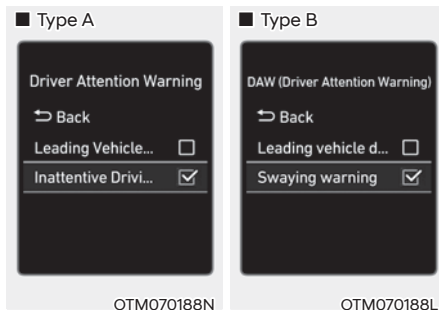 ■ Type A
Driver Attention Warning
Back
Leading Vehicle...
Inattentive Drivi...
OTM070188N
■ Type B
DAW (Driver Attention Warning)
Back
Leading vehicle d...
Swaying warning
OTM070188L